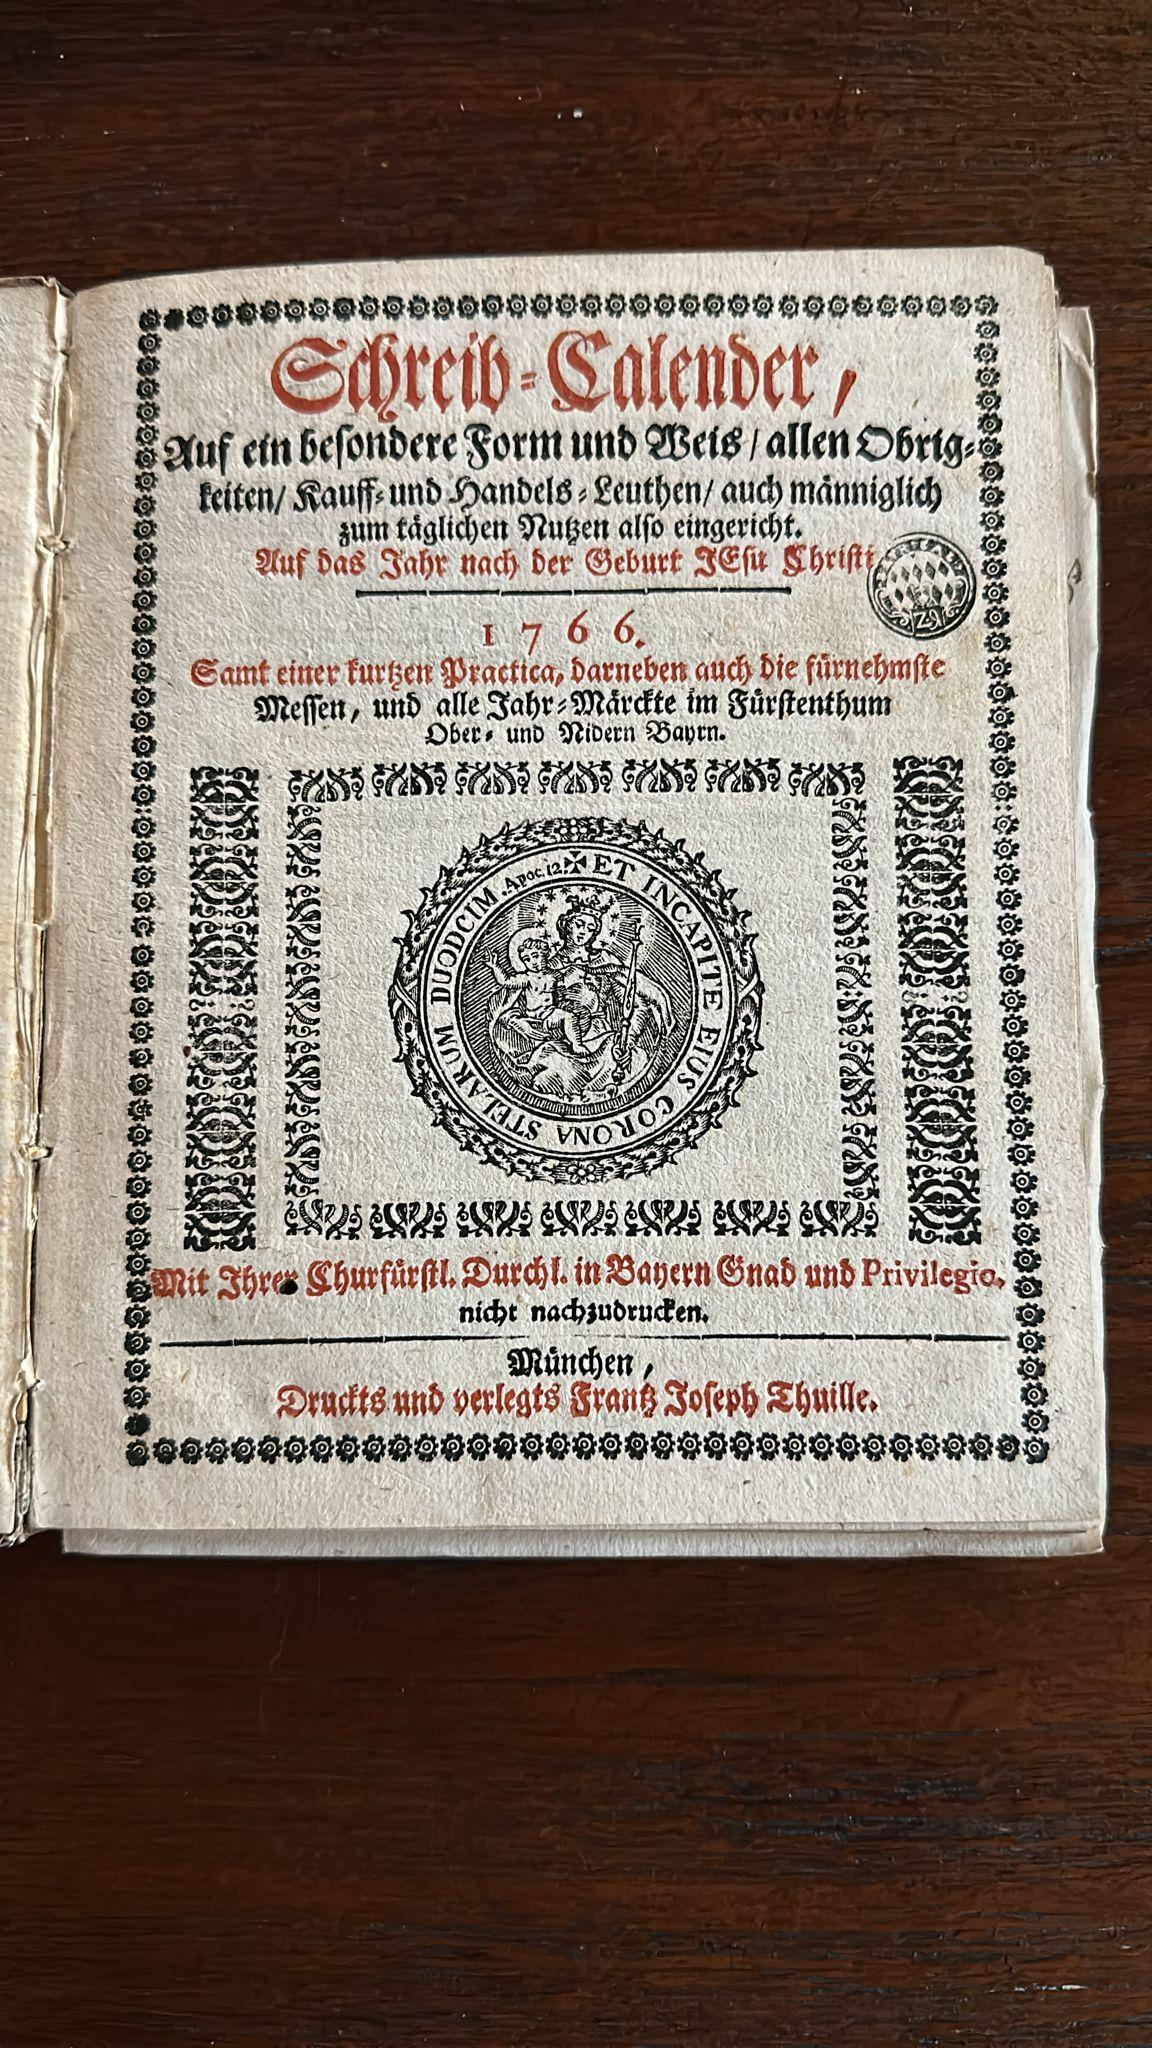 Schreib-Calender,
Auf ein besondere Form und Weis / allen Obrig-
keiten / Kauff- und Handels-Leuthen / auch männiglich
zum täglichen Nutzen also eingericht.
Auf das Jahr nach der Geburt JEsu Christi
1766.
Samt einer kurtzen Practica, darneben auch die fürnehmste
Messen, und alle Jahr-Märckte im Fürstenthum
Ober- und Nidern Bayrn.
ET INCAPITE EIUS CORONA STELARUM DUODCIM .Apoc. 12.
Mit Ihrer Churfürstl. Durchl. in Bayern Gnad und Privilegio.
nicht nachzudrucken.
München,
Druckts und verlegts Frantz Joseph Thuille.